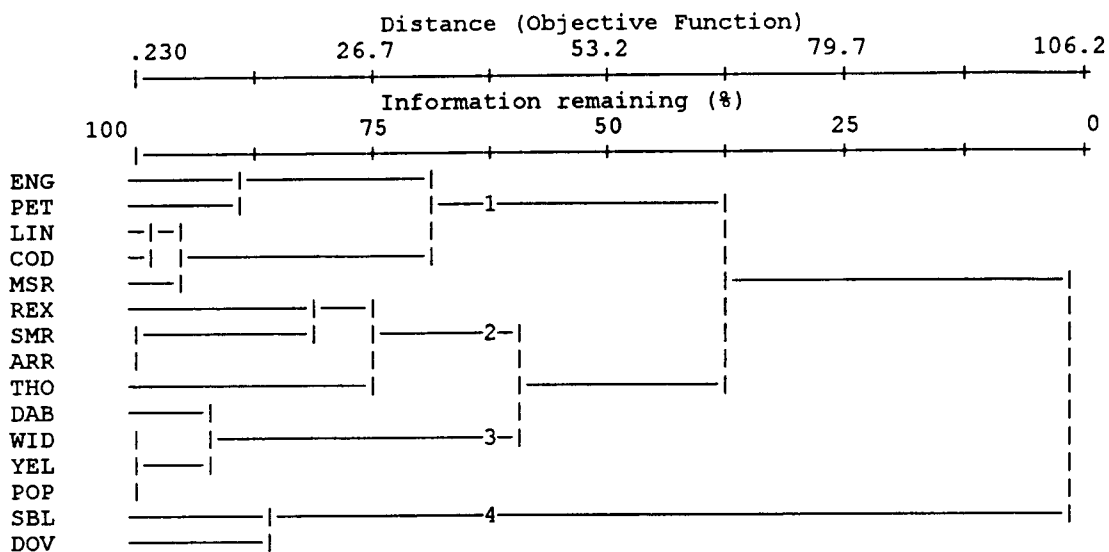 Distance (Objective Function)
.230 26.7 53.2 79.7 106.2
Information remaining (%)
100 75 50 25 0
ENG
PET 1
LIN
COD
MSR
REX
SMR 2
ARR
THO
DAB
WID 3
YEL
POP
SBL 4
DOV